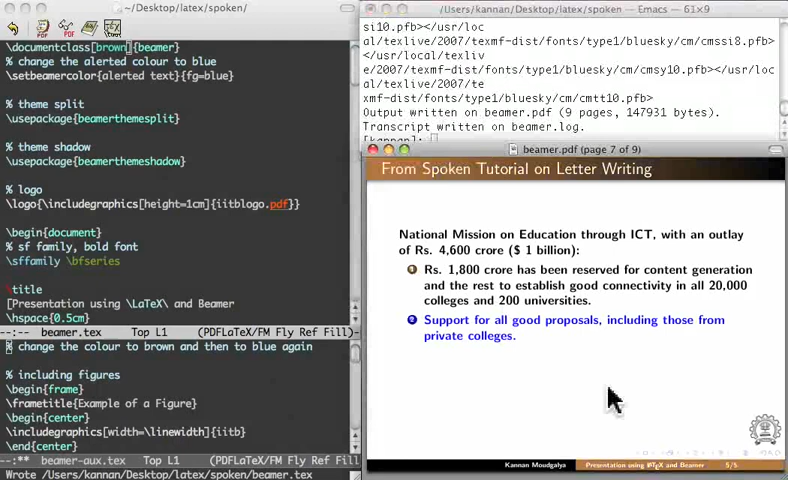 ~/Desktop/latex/spoken/
\documentclass[brown]{beamer}
% change the alerted colour to blue
\setbeamercolor{alerted text}{fg=blue}
% theme split
\usepackage{beamerthemesplit}
% theme shadow
\usepackage{beamerthemeshadow}
% logo
\logo{\includegraphics[height=1cm]{iitblogo.pdf}}
\begin{document}
% sf family, bold font
\sffamily \bfseries
\title
[Presentation using \LaTeX\ and Beamer
\hspace{0.5cm}
--:-- beamer.tex Top L1 (PDFLaTeX/FM Fly Ref Fill)--
% change the colour to brown and then to blue again
% including figures
\begin{frame}
\frametitle{Example of a Figure}
\begin{center}
\includegraphics[width=\linewidth]{iitb}
\end{center}
--:** beamer-aux.tex Top L1 (PDFLaTeX/FM Fly Ref Fill)--
Wrote /Users/kannan/Desktop/latex/spoken/beamer.tex
~/Desktop/latex/spoken — Emacs — 61×9
si10.pfb></usr/loc
al/texlive/2007/texmf-dist/fonts/type1/bluesky/cm/cmssi8.pfb>
</usr/local/texliv
e/2007/texmf-dist/fonts/type1/bluesky/cm/cmsy10.pfb></usr/loc
al/texlive/2007/te
xmf-dist/fonts/type1/bluesky/cm/cmtt10.pfb>
Output written on beamer.pdf (9 pages, 147931 bytes).
Transcript written on beamer.log.
[kannan]:
beamer.pdf (page 7 of 9)
From Spoken Tutorial on Letter Writing
National Mission on Education through ICT, with an outlay
of Rs. 4,600 crore ($ 1 billion):
1 Rs. 1,800 crore has been reserved for content generation
and the rest to establish good connectivity in all 20,000
colleges and 200 universities.
2 Support for all good proposals, including those from
private colleges.
Kannan Moudgalya Presentation using LaTeX and Beamer 5/5